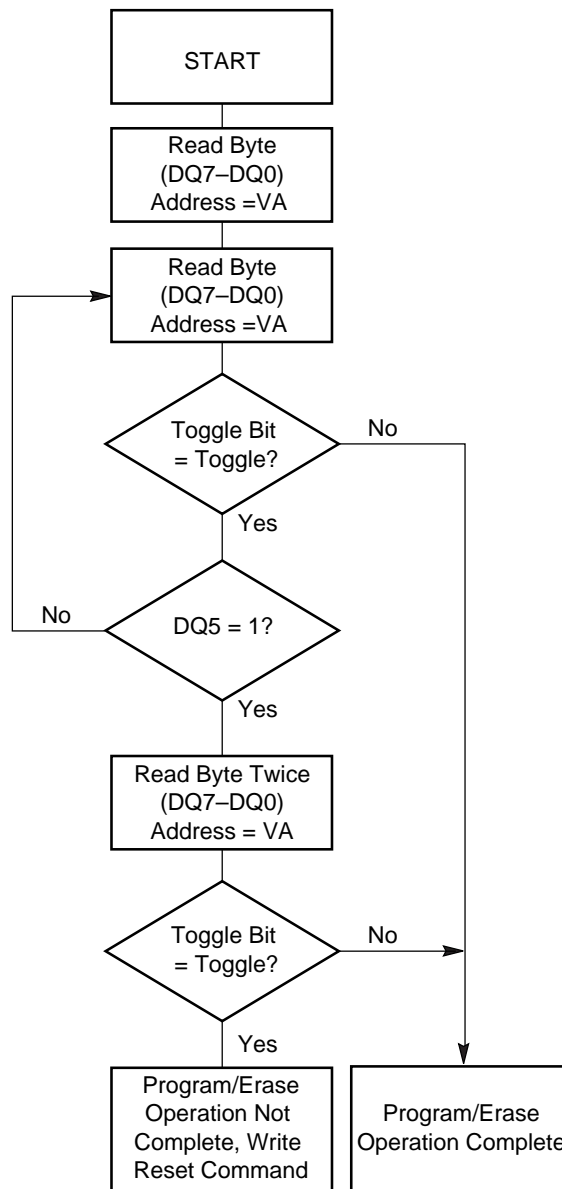 START
Read Byte
(DQ7–DQ0)
Address =VA
Read Byte
(DQ7–DQ0)
Address =VA
Toggle Bit
= Toggle?
No
Yes
No
DQ5 = 1?
Yes
Read Byte Twice
(DQ7–DQ0)
Address = VA
Toggle Bit
= Toggle?
No
Yes
Program/Erase
Operation Not
Complete, Write
Reset Command
Program/Erase
Operation Complete